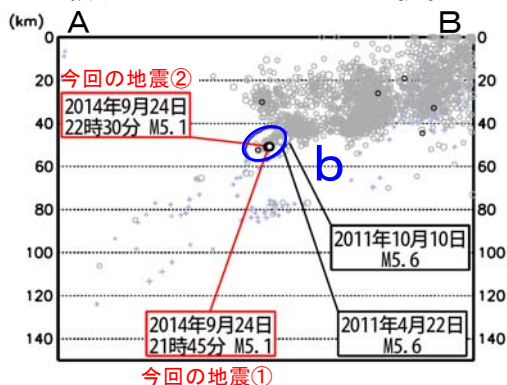 (km) A B
0 0
今回の地震②
20 20
2014年9月24日
22時30分 M5.1
40 40
b
60 60
80 80
2011年10月10日
M5.6
100 100
120 120
2014年9月24日
21時45分 M5.1
2011年4月22日
M5.6
140 140
今回の地震①